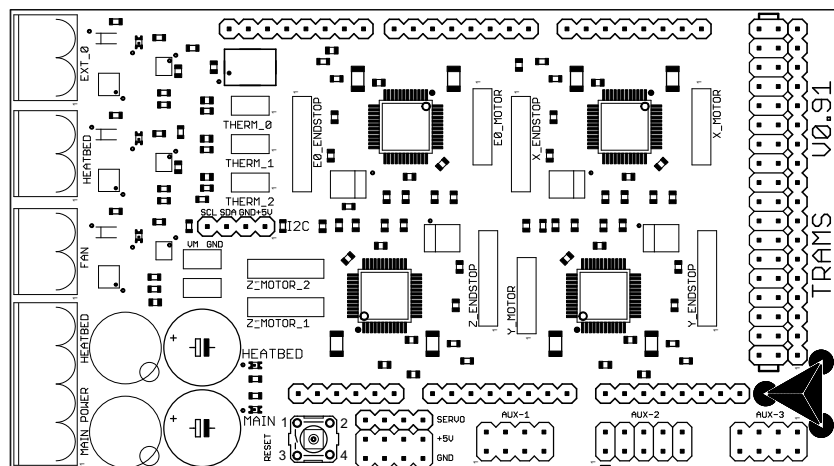 EXT_0
HEATBED
FAN
HEATBED
MAIN POWER
THERM_0
THERM_1
THERM_2
SCL SDA GND+5V
I2C
VM GND
Z_MOTOR_2
Z_MOTOR_1
HEATBED
MAIN
E0_ENDSTOP
E0_MOTOR
X_ENDSTOP
X_MOTOR
Z_ENDSTOP
Y_MOTOR
Y_ENDSTOP
TRAMS V0.91
RESET
1 2
3 4
SERVO
+5V
GND
AUX-1
AUX-2
AUX-3